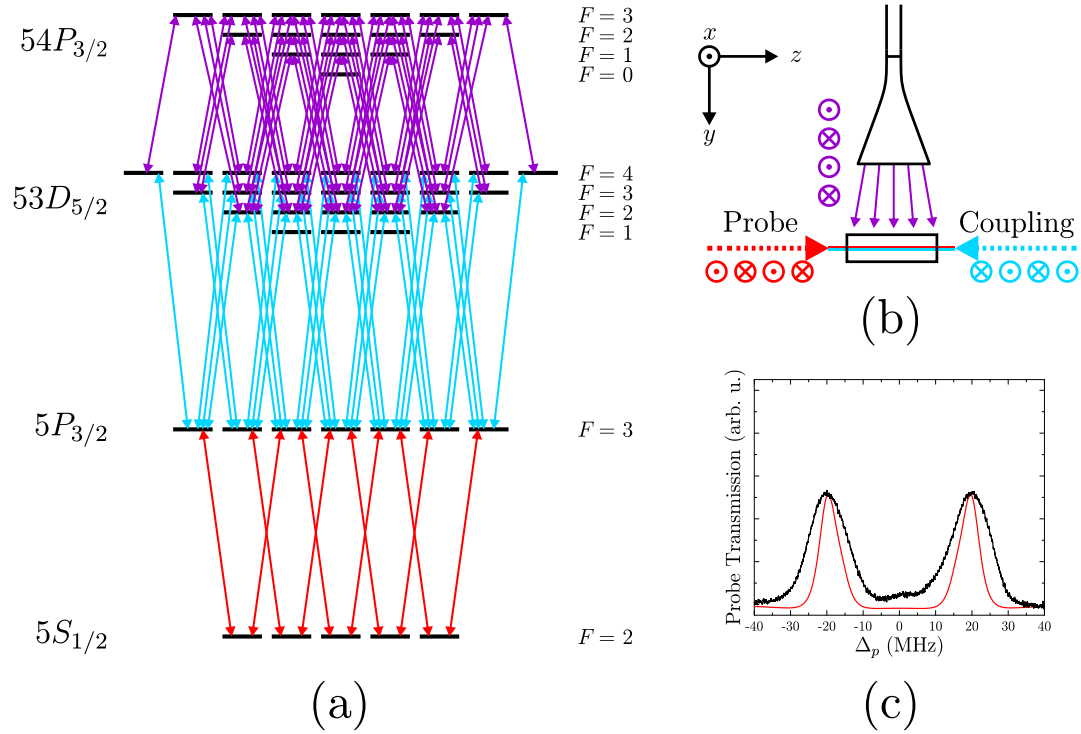 54P_{3/2}
F = 3
F = 2
F = 1
F = 0
53D_{5/2}
F = 4
F = 3
F = 2
F = 1
5P_{3/2}
F = 3
5S_{1/2}
F = 2
(a)
x
z
y
Probe
Coupling
(b)
Probe Transmission (arb. u.)
-40 -30 -20 -10 0 10 20 30 40
Δ_p (MHz)
(c)